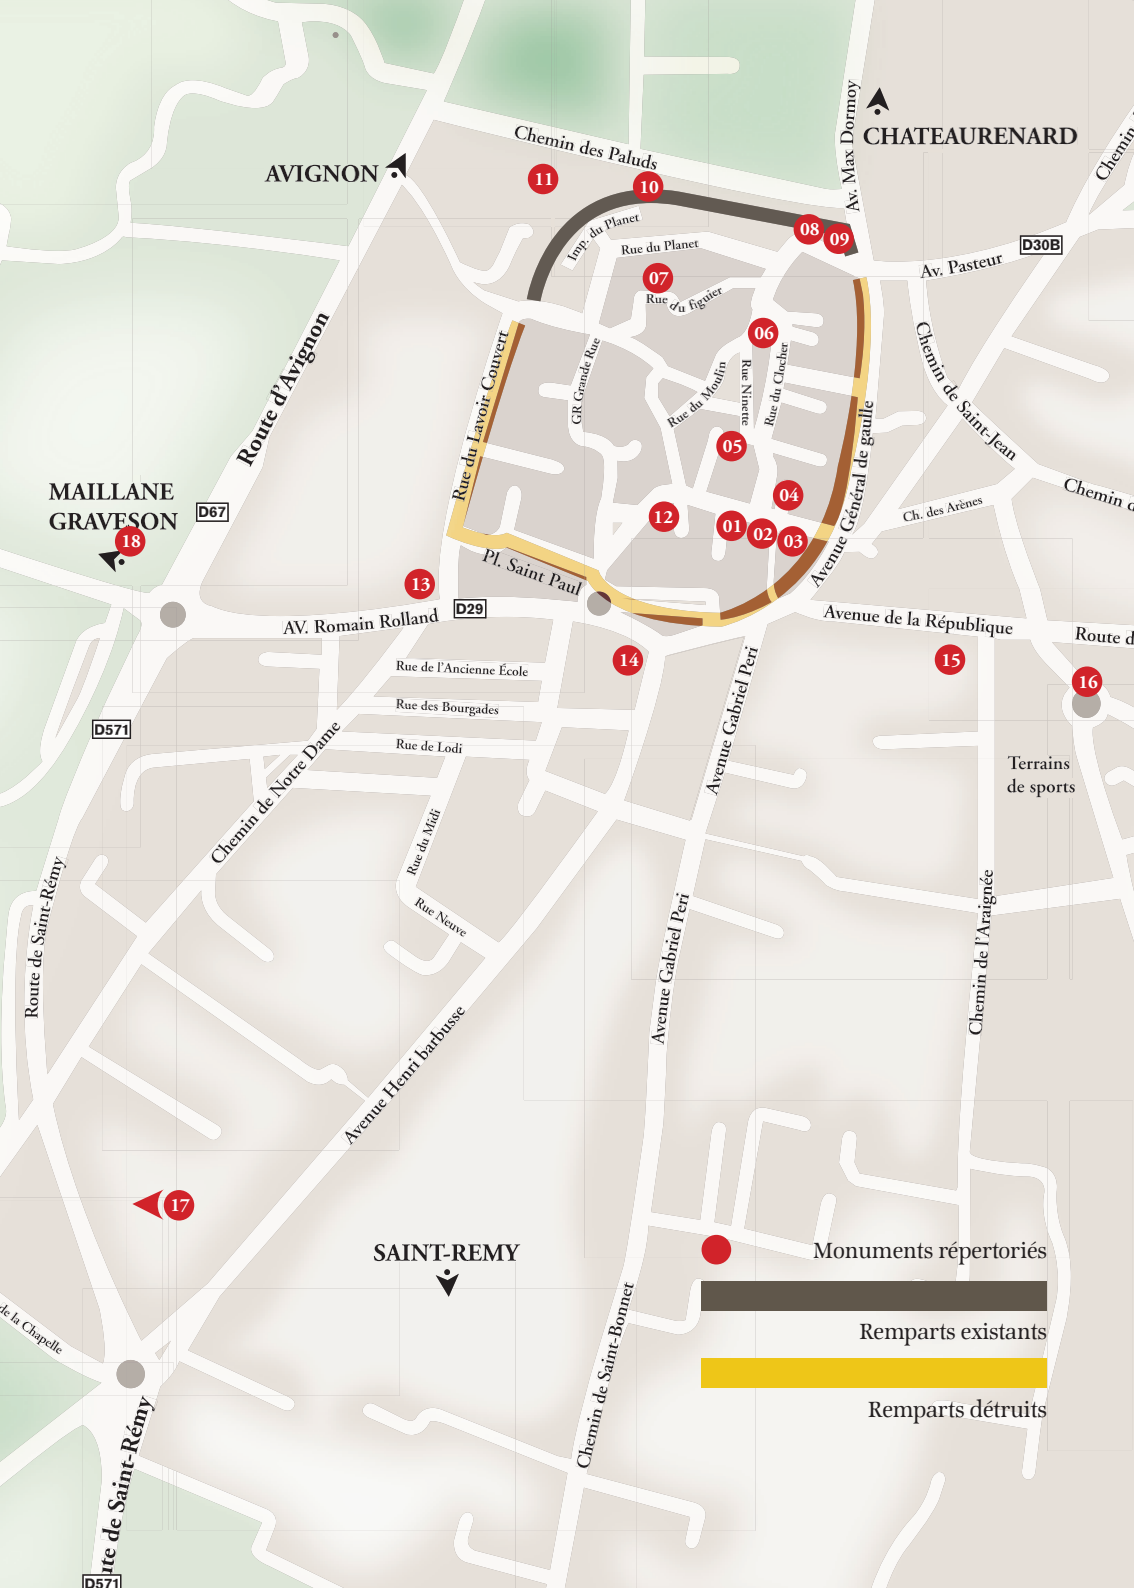 Av. Max Dormoy
CHATEAURENARD
Chemin
Chemin des Paluds
AVIGNON
11
10
Imp. du Planet
08
09
D30B
Rue du Planet
Av. Pasteur
07
Rue du figuier
Route d'Avignon
Rue du Lavoir Couvert
GR Grande Rue
06
Rue du Moulin
Rue Ninette
Rue du Clocher
Chemin de Saint-Jean
Avenue Général de gaulle
05
MAILLANE
GRAVESON
D67
18
04
Ch. des Arènes
Chemin d
12
01
02
03
Pl. Saint Paul
13
D29
AV. Romain Rolland
Avenue de la République
Route d
14
15
16
Rue de l'Ancienne École
Rue des Bourgades
Rue de Lodi
D571
Chemin de Notre Dame
Avenue Gabriel Peri
Terrains
de sports
Rue du Midi
Rue Neuve
Route de Saint-Rémy
Avenue Gabriel Peri
Chemin de l'Araignée
Avenue Henri barbusse
17
SAINT-REMY
de la Chapelle
Chemin de Saint-Bonnet
Monuments répertoriés
Remparts existants
Remparts détruits
ute de Saint-Rémy
D571